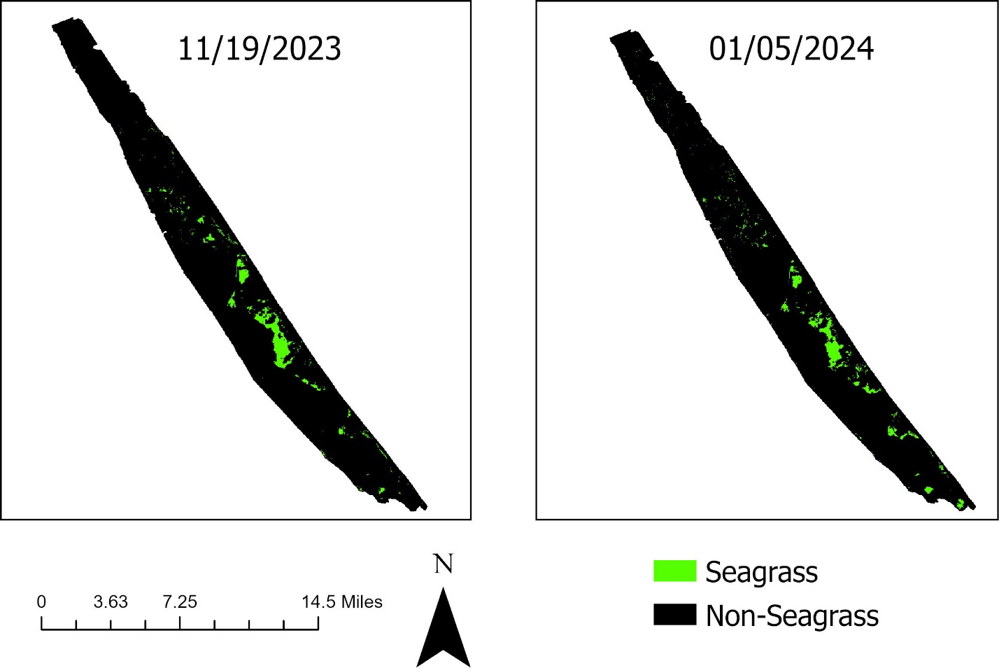 11/19/2023
01/05/2024
N
0 3.63 7.25 14.5 Miles
Seagrass
Non-Seagrass